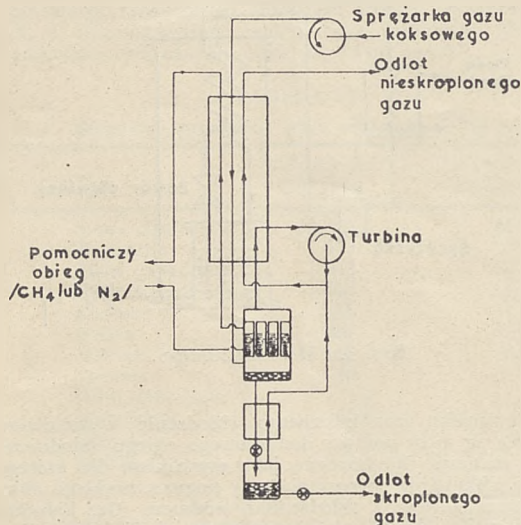 Sprężarka gazu
koksowego
Odlot
nieskroplonego
gazu
Turbina
Pomocniczy
obieg
/CH₄ lub N₂/
Odlot
skroplonego
gazu